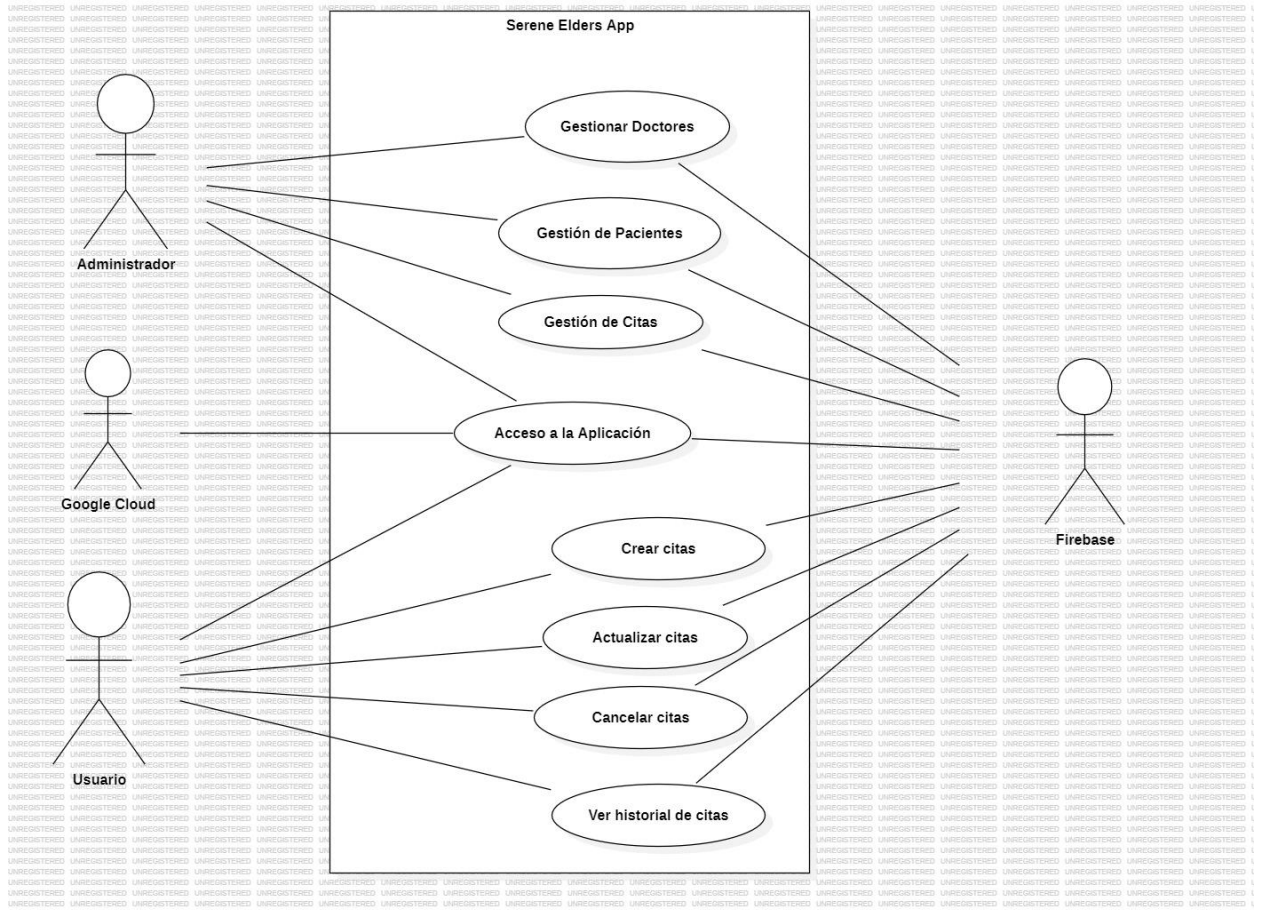 Serene Elders App
Gestionar Doctores
Gestión de Pacientes
Administrador
Gestión de Citas
Acceso a la Aplicación
Google Cloud
Firebase
Crear citas
Actualizar citas
Cancelar citas
Usuario
Ver historial de citas
UNREGISTERED